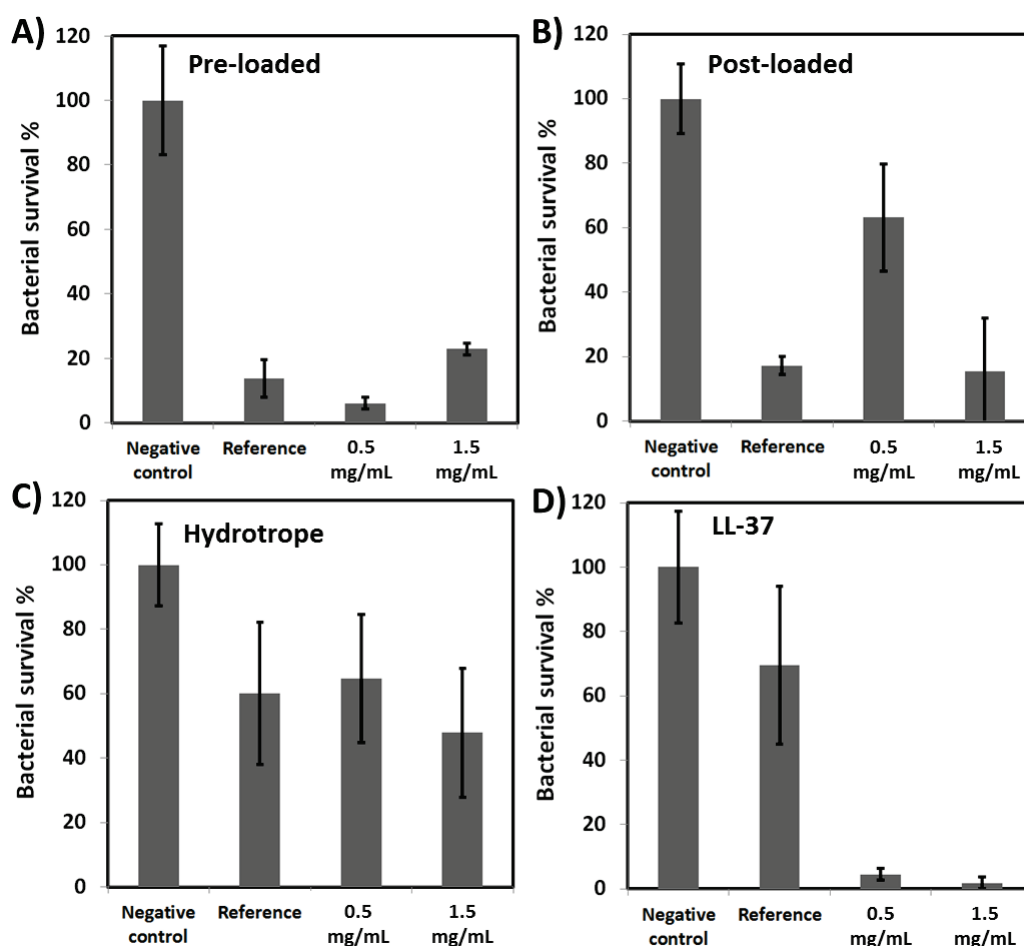 A)
Pre-loaded
Bacterial survival %
120
100
80
60
40
20
0
Negative control
Reference
0.5 mg/mL
1.5 mg/mL
B)
Post-loaded
Bacterial survival %
120
100
80
60
40
20
0
Negative control
Reference
0.5 mg/mL
1.5 mg/mL
C)
Hydrotrope
Bacterial survival %
120
100
80
60
40
20
0
Negative control
Reference
0.5 mg/mL
1.5 mg/mL
D)
LL-37
Bacterial survival %
120
100
80
60
40
20
0
Negative control
Reference
0.5 mg/mL
1.5 mg/mL